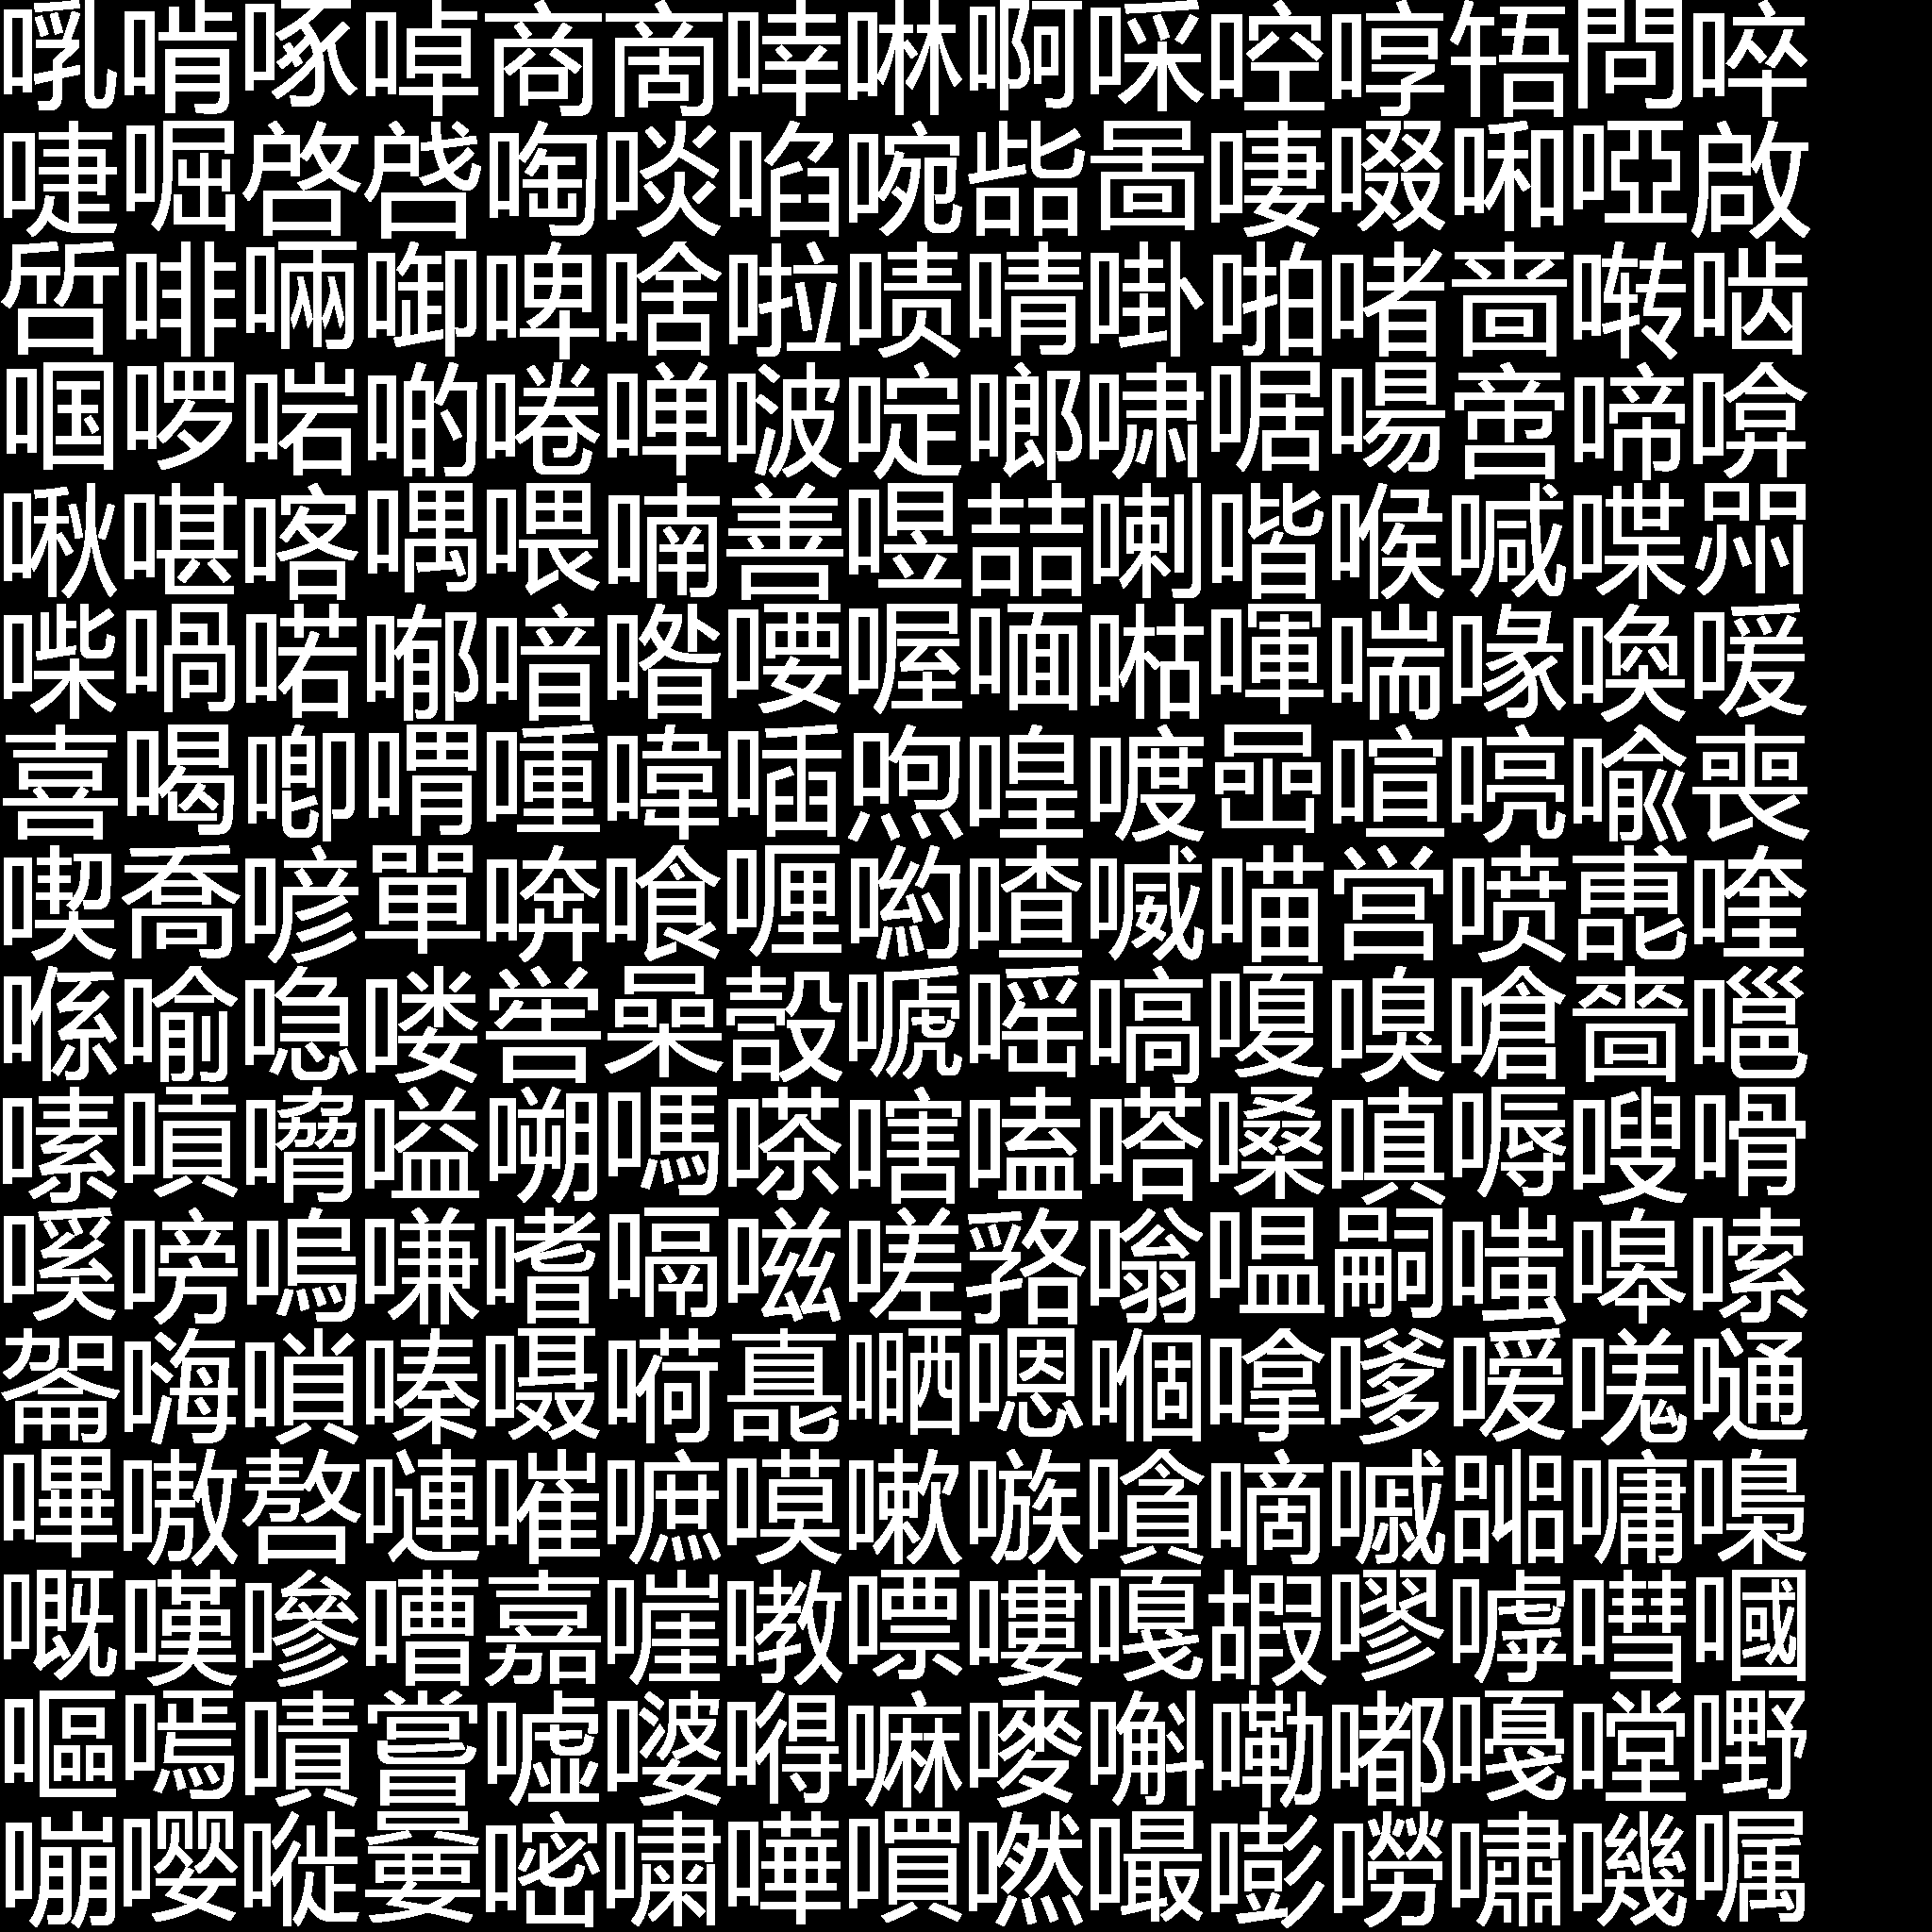 啂啃啄啅商啇啈啉啊啋啌啍啎問啐
啑啒啓啔啕啖啗啘啙啚啛啜啝啞啟
啠啡啢啣啤啥啦啧啨啩啪啫啬啭啮
啯啰啱啲啳啴啵啶啷啸啹啺啻啼啽
啾啿喀喁喂喃善喅喆喇喈喉喊喋喌
喍喎喏喐喑喒喓喔喕喖喗喘喙喚喛
喜喝喞喟喠喡喢喣喤喥喦喧喨喩喪
喫喬喭單喯喰喱喲喳喴喵営喷喸喹
喺喻喼喽喾喿嗀嗁嗂嗃嗄嗅嗆嗇嗈
嗉嗊嗋嗌嗍嗎嗏嗐嗑嗒嗓嗔嗕嗖嗗
嗘嗙嗚嗛嗜嗝嗞嗟嗠嗡嗢嗣嗤嗥嗦
嗧嗨嗩嗪嗫嗬嗭嗮嗯嗰嗱嗲嗳嗴嗵
嗶嗷嗸嗹嗺嗻嗼嗽嗾嗿嘀嘁嘂嘃嘄
嘅嘆嘇嘈嘉嘊嘋嘌嘍嘎嘏嘐嘑嘒嘓
嘔嘕嘖嘗嘘嘙嘚嘛嘜嘝嘞嘟嘠嘡嘢
嘣嘤嘥嘦嘧嘨嘩嘪嘫嘬嘭嘮嘯嘰嘱